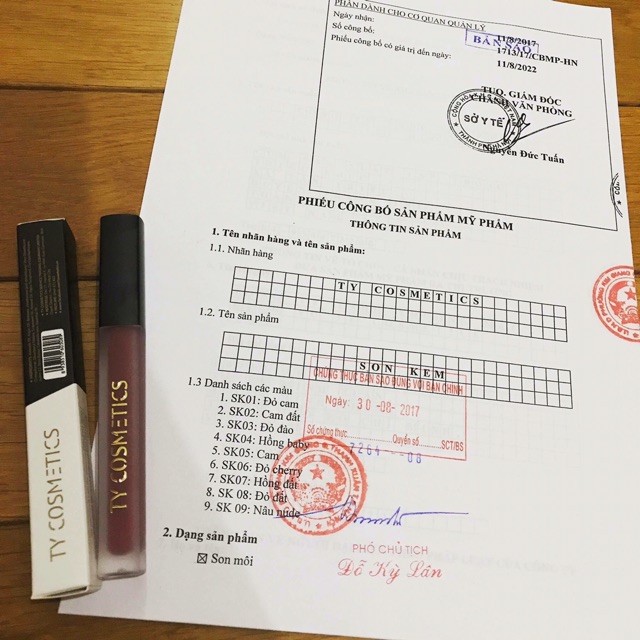 PHẦN DÀNH CHO CƠ QUAN QUẢN LÝ
Ngày nhận: 11/8/2017
BẢN SAO
Số công bố: 1713/17/CBMP-HN
Phiếu công bố có giá trị đến ngày: 11/8/2022
TUQ. GIÁM ĐỐC
CHÁNH VĂN PHÒNG
SỞ Y TẾ
Nguyễn Đức Tuấn
PHIẾU CÔNG BỐ SẢN PHẨM MỸ PHẨM
THÔNG TIN SẢN PHẨM
1. Tên nhãn hàng và tên sản phẩm:
1.1. Nhãn hàng
TY COSMETICS
1.2. Tên sản phẩm
SON KEM
CHỨNG THỰC BẢN SAO ĐÚNG VỚI BẢN CHÍNH
Ngày: 30-08-2017
Số chứng thực Quyển số SCT/BS
7264 08
1.3 Danh sách các màu
1. SK01: Đỏ cam
2. SK02: Cam đất
3. SK03: Đỏ đào
4. SK04: Hồng baby
5. SK05: Cam
6. SK06: Đỏ cherry
7. SK07: Hồng đất
8. SK 08: Đỏ đất
9. SK 09: Nâu nude
2. Dạng sản phẩm
Son môi
PHÓ CHỦ TỊCH
Đỗ Kỳ Lân
TY COSMETICS
TY COSMETICS